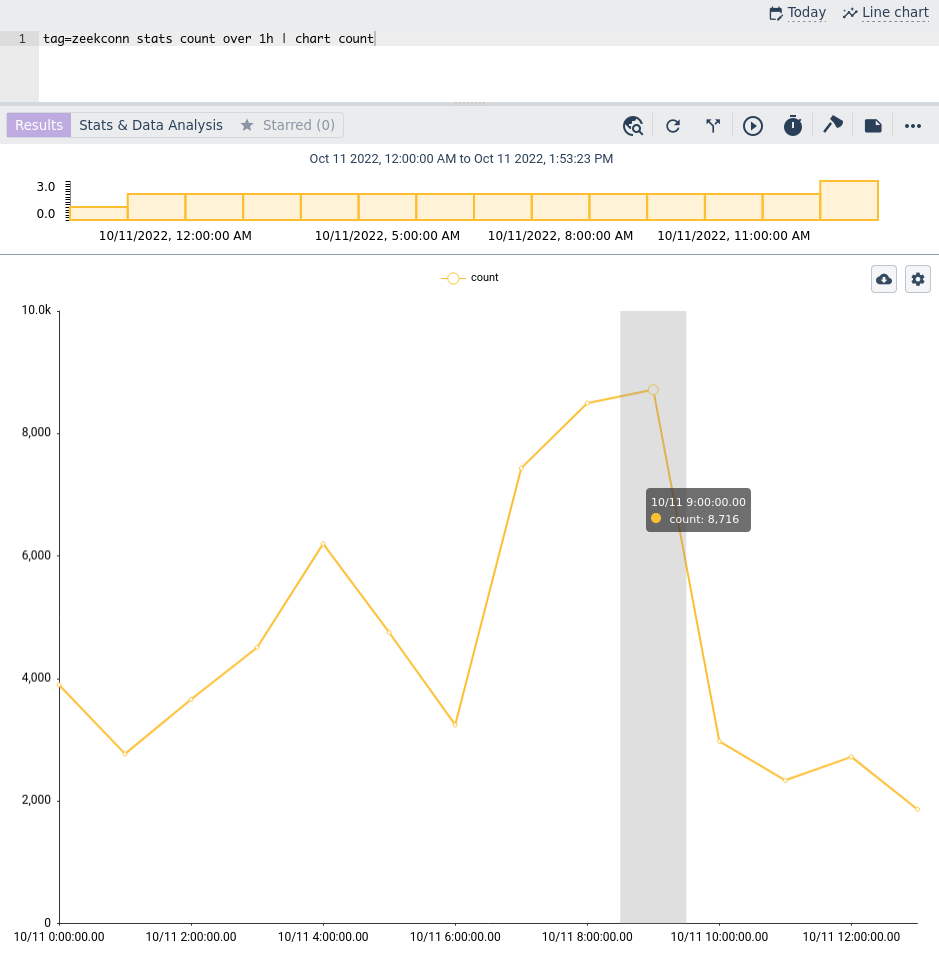 Today Line chart
1 tag=zeekconn stats count over 1h | chart count
Results Stats & Data Analysis Starred (0)
Oct 11 2022, 12:00:00 AM to Oct 11 2022, 1:53:23 PM
3.0
0.0
10/11/2022, 12:00:00 AM 10/11/2022, 5:00:00 AM 10/11/2022, 8:00:00 AM 10/11/2022, 11:00:00 AM
count
10.0k
8,000
10/11 9:00:00.00
count: 8,716
6,000
4,000
2,000
0
10/11 0:00:00.00 10/11 2:00:00.00 10/11 4:00:00.00 10/11 6:00:00.00 10/11 8:00:00.00 10/11 10:00:00.00 10/11 12:00:00.00